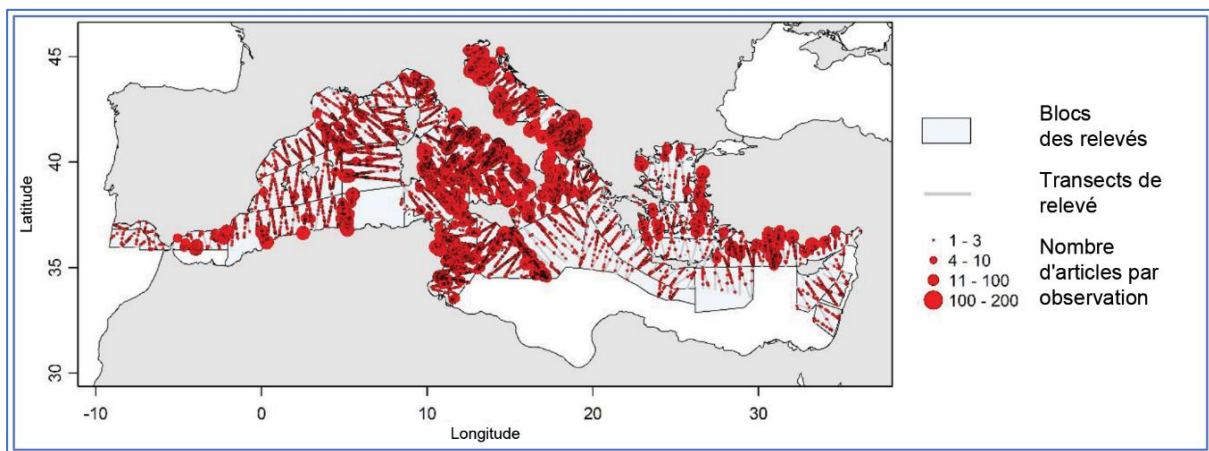 45
40
35
30
Latitude
-10
0
10
20
30
Longitude
Blocs
des relevés
Transects de
relevé
1 - 3
4 - 10
11 - 100
100 - 200
Nombre
d'articles par
observation